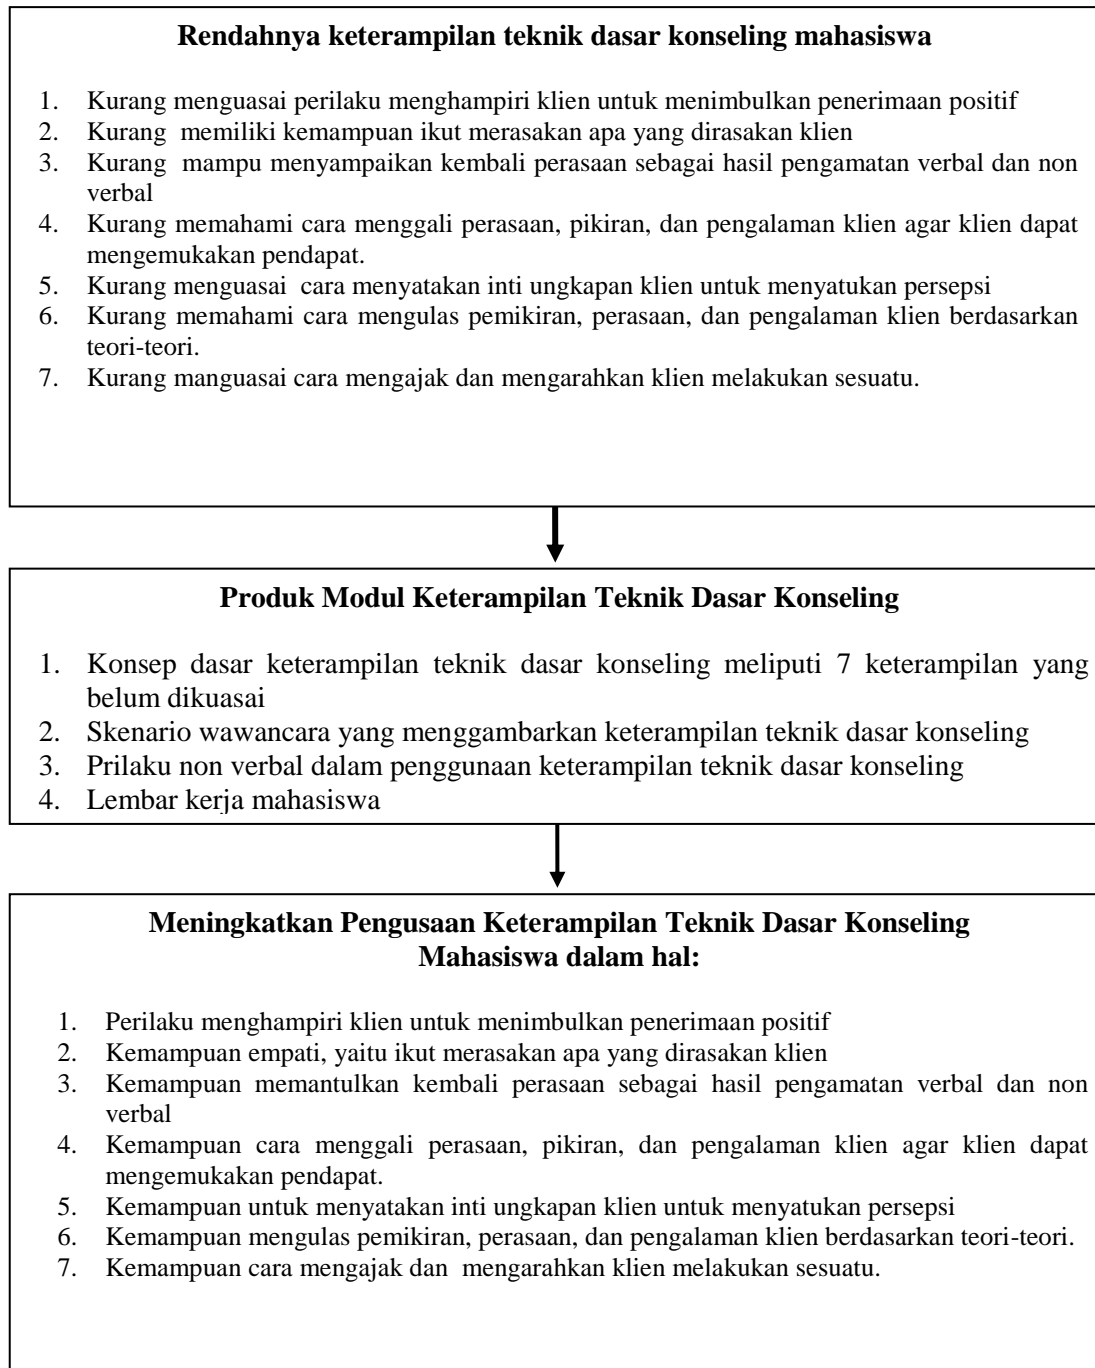 Rendahnya keterampilan teknik dasar konseling mahasiswa
1. Kurang menguasai perilaku menghampiri klien untuk menimbulkan penerimaan positif
2. Kurang memiliki kemampuan ikut merasakan apa yang dirasakan klien
3. Kurang mampu menyampaikan kembali perasaan sebagai hasil pengamatan verbal dan non
verbal
4. Kurang memahami cara menggali perasaan, pikiran, dan pengalaman klien agar klien dapat
mengemukakan pendapat.
5. Kurang menguasai cara menyatakan inti ungkapan klien untuk menyatukan persepsi
6. Kurang memahami cara mengulas pemikiran, perasaan, dan pengalaman klien berdasarkan
teori-teori.
7. Kurang manguasai cara mengajak dan mengarahkan klien melakukan sesuatu.
Produk Modul Keterampilan Teknik Dasar Konseling
1. Konsep dasar keterampilan teknik dasar konseling meliputi 7 keterampilan yang
belum dikuasai
2. Skenario wawancara yang menggambarkan keterampilan teknik dasar konseling
3. Prilaku non verbal dalam penggunaan keterampilan teknik dasar konseling
4. Lembar kerja mahasiswa
Meningkatkan Pengusaan Keterampilan Teknik Dasar Konseling
Mahasiswa dalam hal:
1. Perilaku menghampiri klien untuk menimbulkan penerimaan positif
2. Kemampuan empati, yaitu ikut merasakan apa yang dirasakan klien
3. Kemampuan memantulkan kembali perasaan sebagai hasil pengamatan verbal dan non
verbal
4. Kemampuan cara menggali perasaan, pikiran, dan pengalaman klien agar klien dapat
mengemukakan pendapat.
5. Kemampuan untuk menyatakan inti ungkapan klien untuk menyatukan persepsi
6. Kemampuan mengulas pemikiran, perasaan, dan pengalaman klien berdasarkan teori-teori.
7. Kemampuan cara mengajak dan mengarahkan klien melakukan sesuatu.